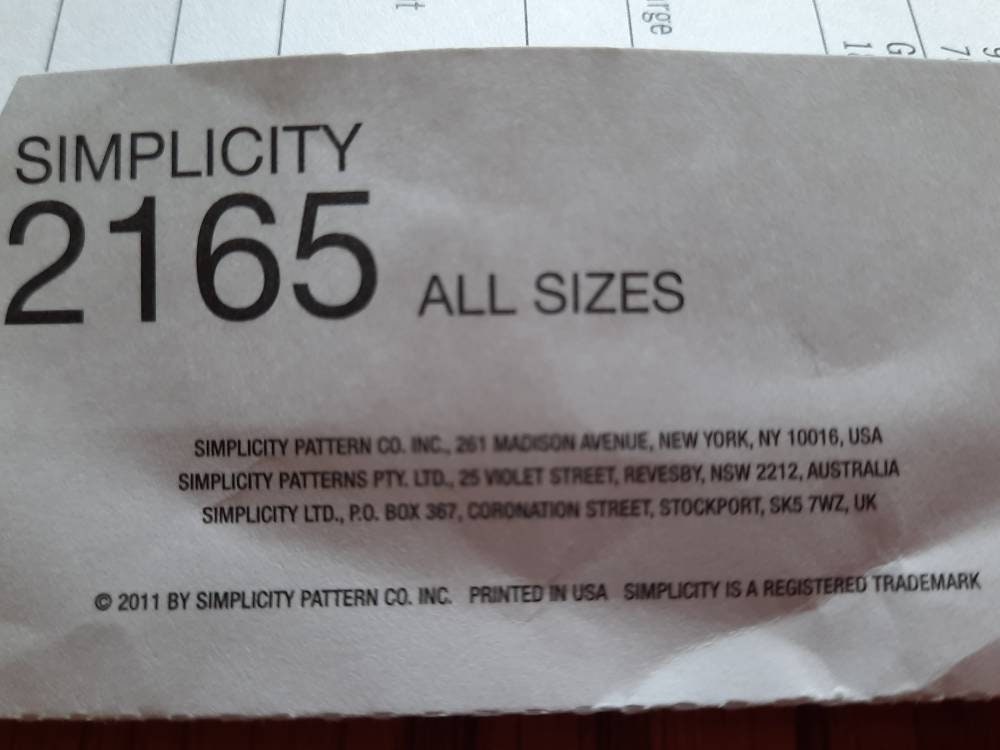 SIMPLICITY
2165 ALL SIZES
SIMPLICITY PATTERN CO. INC., 261 MADISON AVENUE, NEW YORK, NY 10016, USA
SIMPLICITY PATTERNS PTY. LTD., 25 VIOLET STREET, REVESBY, NSW 2212, AUSTRALIA
SIMPLICITY LTD., P.O. BOX 367, CORONATION STREET, STOCKPORT, SK5 7WZ, UK
© 2011 BY SIMPLICITY PATTERN CO. INC. PRINTED IN USA SIMPLICITY IS A REGISTERED TRADEMARK